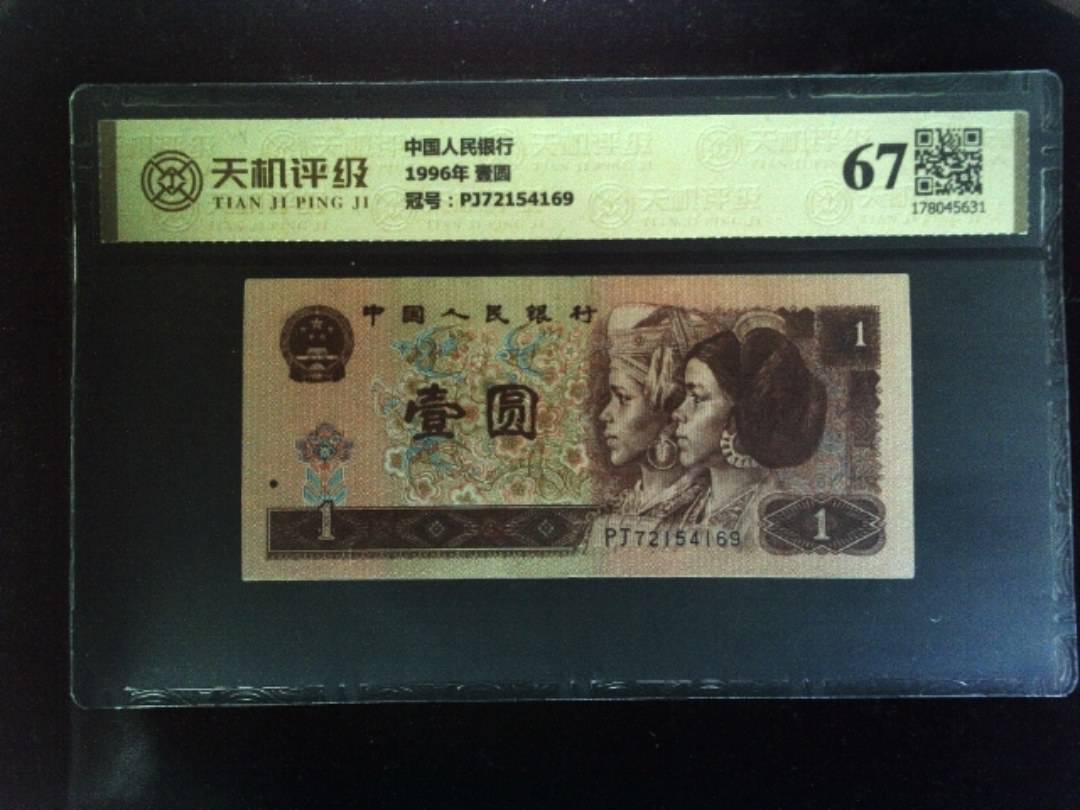 天机评级
TIAN JI PING JI
中国人民银行
1996年 壹圆
冠号：PJ72154169
67
178045631
中国人民银行
1
壹圆
1
PJ72154169
1